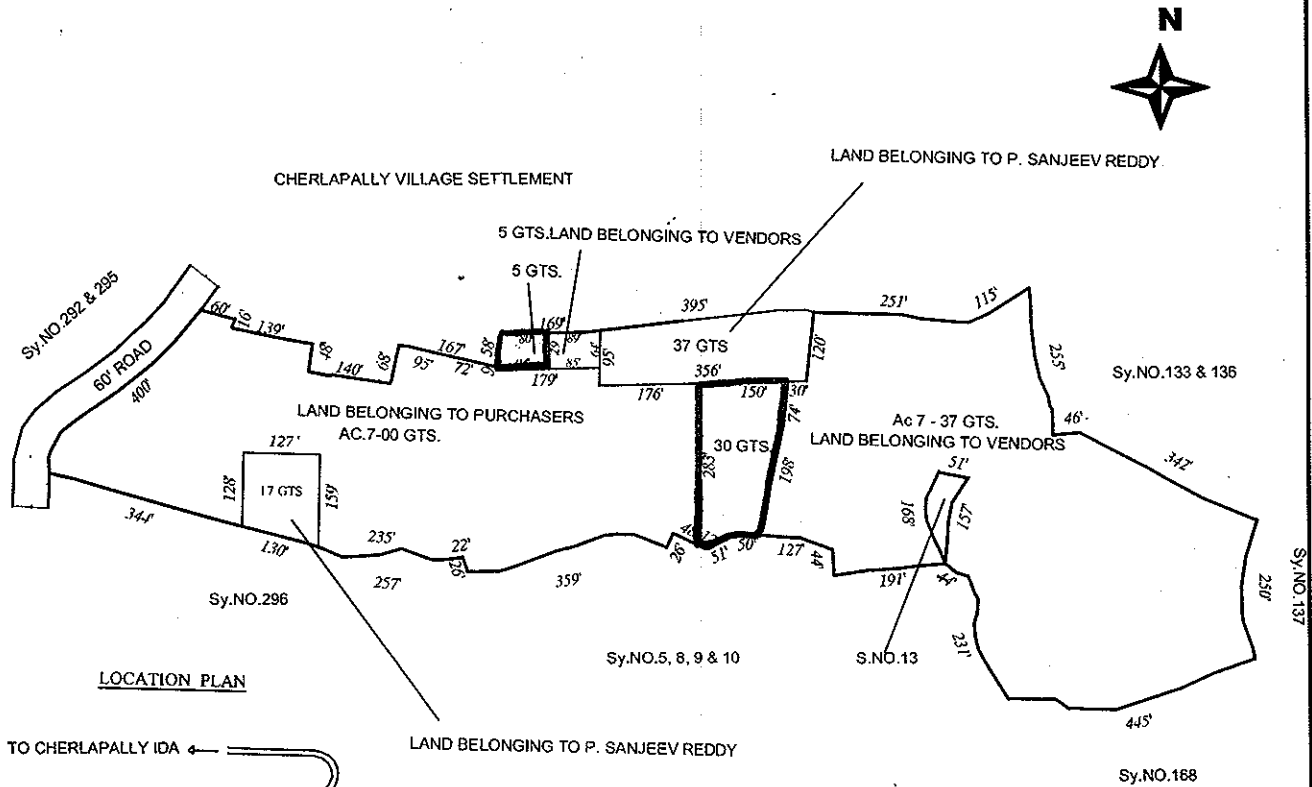 N
LAND BELONGING TO P. SANJEEV REDDY
CHERLAPALLY VILLAGE SETTLEMENT
5 GTS.LAND BELONGING TO VENDORS
5 GTS.
Sy.NO.292 & 295
60' ROAD
400'
60'
16'
139'
48'
140'
68'
167'
95'
72'
58'
80'
169'
89'
29'
85'
179'
395'
95'
37 GTS
356'
120'
251'
115'
255'
Sy.NO.133 & 136
176'
150'
30'
74'
46'
342'
LAND BELONGING TO PURCHASERS
AC.7-00 GTS.
Ac 7 - 37 GTS.
LAND BELONGING TO VENDORS
30 GTS.
283'
198'
127'
128'
17 GTS
159'
51'
168'
157'
344'
130'
235'
257'
22'
26'
359'
26'
51'
50'
127'
44'
191'
44'
231'
250'
Sy.NO.137
445'
Sy.NO.296
Sy.NO.5, 8, 9 & 10
S.NO.13
LOCATION PLAN
TO CHERLAPALLY IDA
LAND BELONGING TO P. SANJEEV REDDY
Sy.NO.168